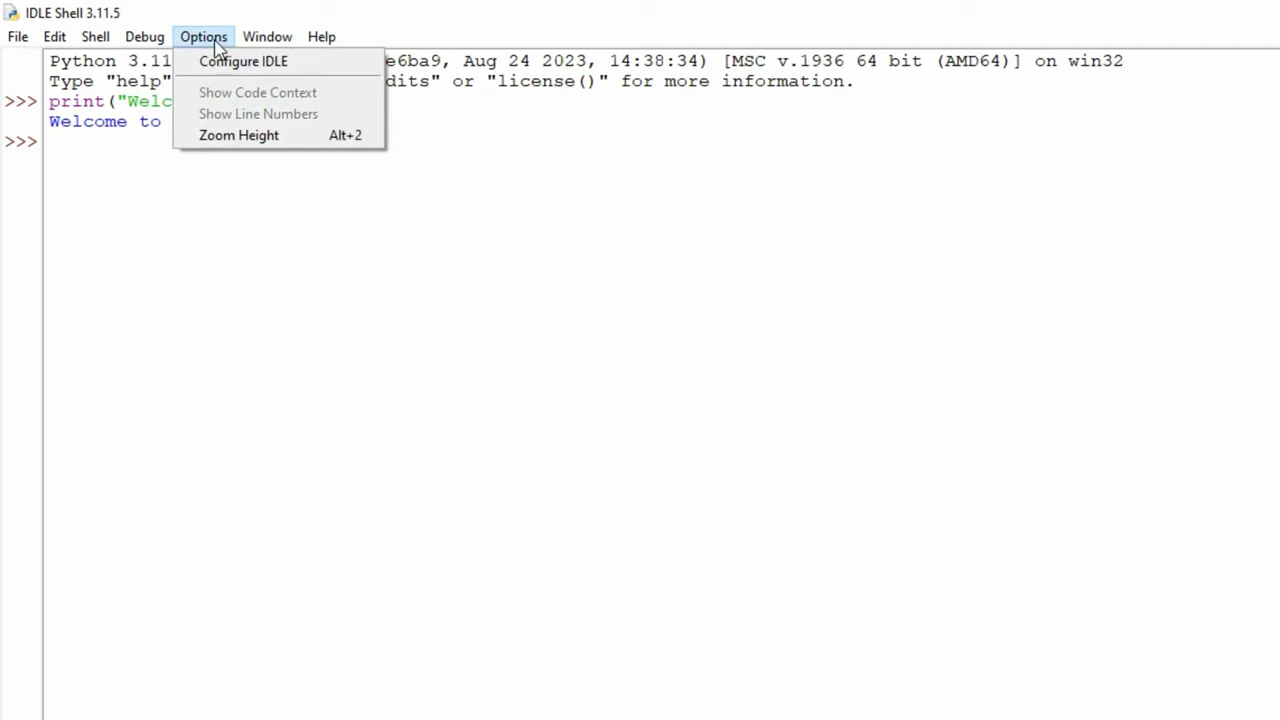 IDLE Shell 3.11.5
File Edit Shell Debug Options Window Help
Python 3.11 e6ba9, Aug 24 2023, 14:38:34) [MSC v.1936 64 bit (AMD64)] on win32
Type "help" dits" or "license()" for more information.
>>> print("Welc
Welcome to
>>>
Configure IDLE
Show Code Context
Show Line Numbers
Zoom Height Alt+2